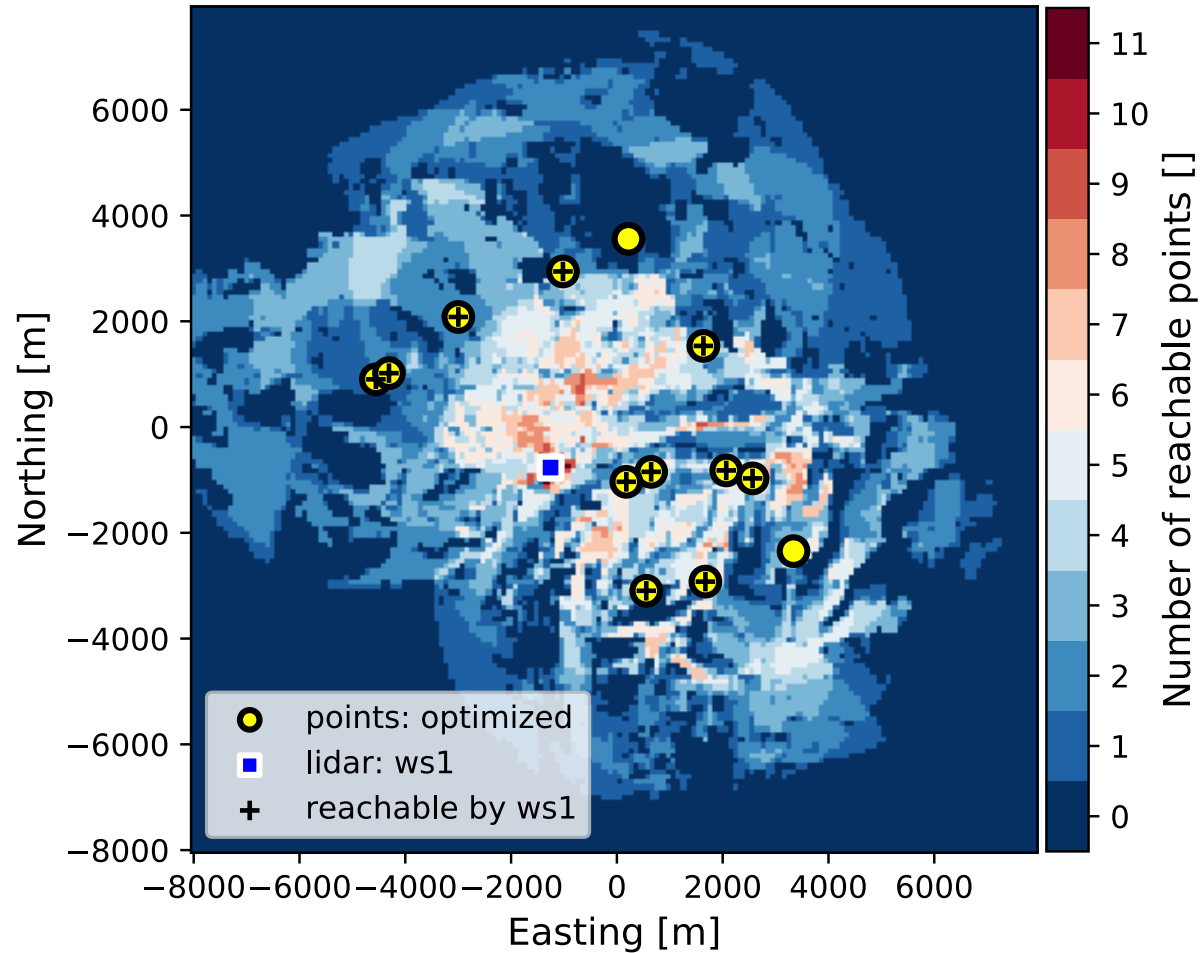 6000
4000
2000
0
−2000
−4000
−6000
−8000
Northing [m]
points: optimized
lidar: ws1
reachable by ws1
−8000 −6000 −4000 −2000 0 2000 4000 6000
Easting [m]
11
10
9
8
7
6
5
4
3
2
1
0
Number of reachable points []